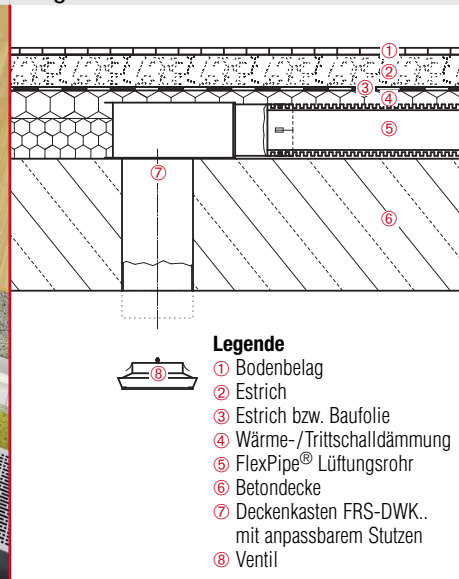 ①
②
③
④
⑤
⑦
⑥
⑧
Legende
① Bodenbelag
② Estrich
③ Estrich bzw. Baufolie
④ Wärme-/Trittschalldämmung
⑤ FlexPipe® Lüftungsrohr
⑥ Betondecke
⑦ Deckenkasten FRS-DWK..
mit anpassbarem Stutzen
⑧ Ventil